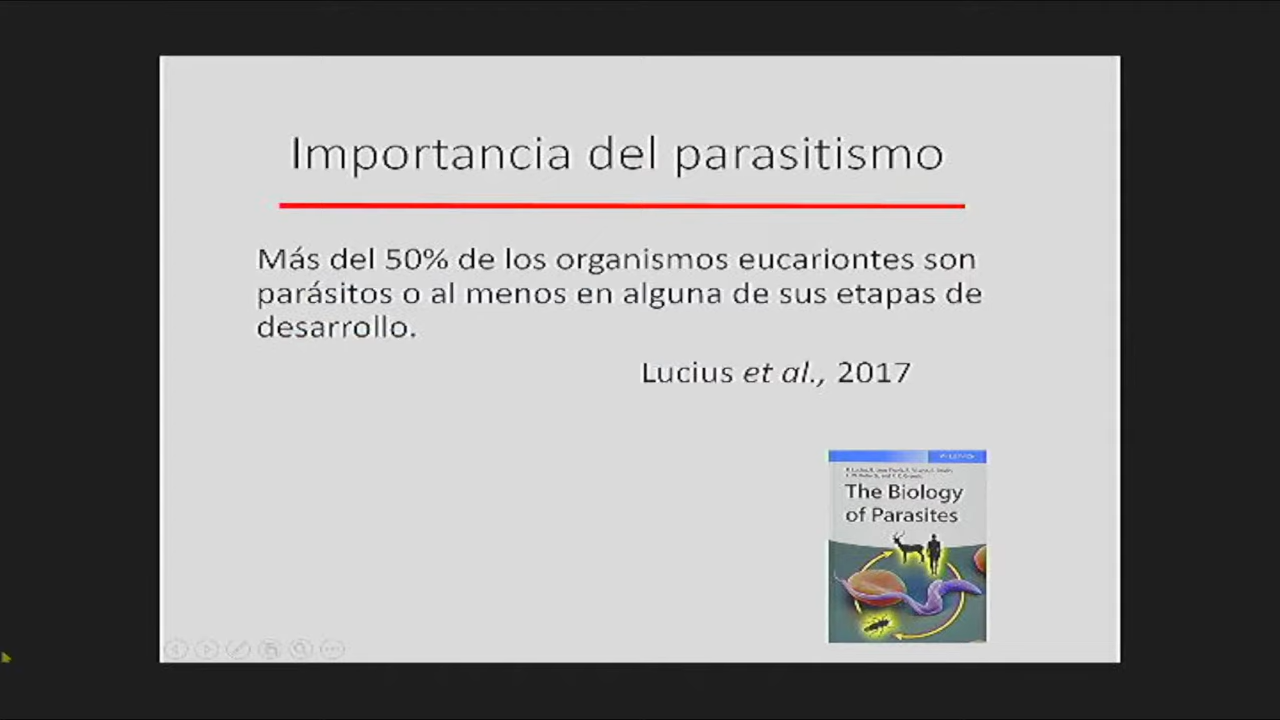 Importancia del parasitismo
Más del 50% de los organismos eucariontes son
parásitos o al menos en alguna de sus etapas de
desarrollo.
Lucius et al., 2017
The Biology
of Parasites